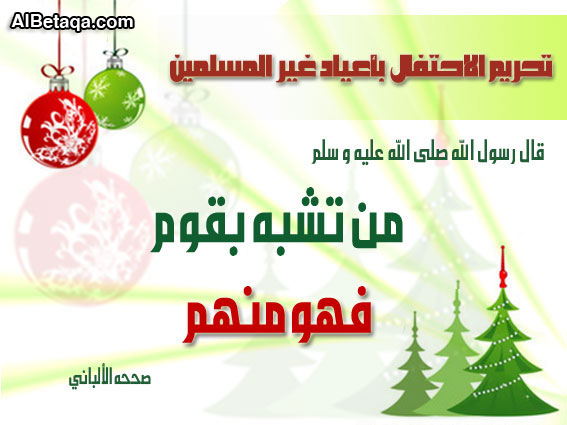 AlBetaqa.com
تحريم الاحتفال بأعياد غير المسلمين
قال رسول الله صلى الله عليه و سلم
من تشبه بقوم
فهو منهم
صححه الألباني